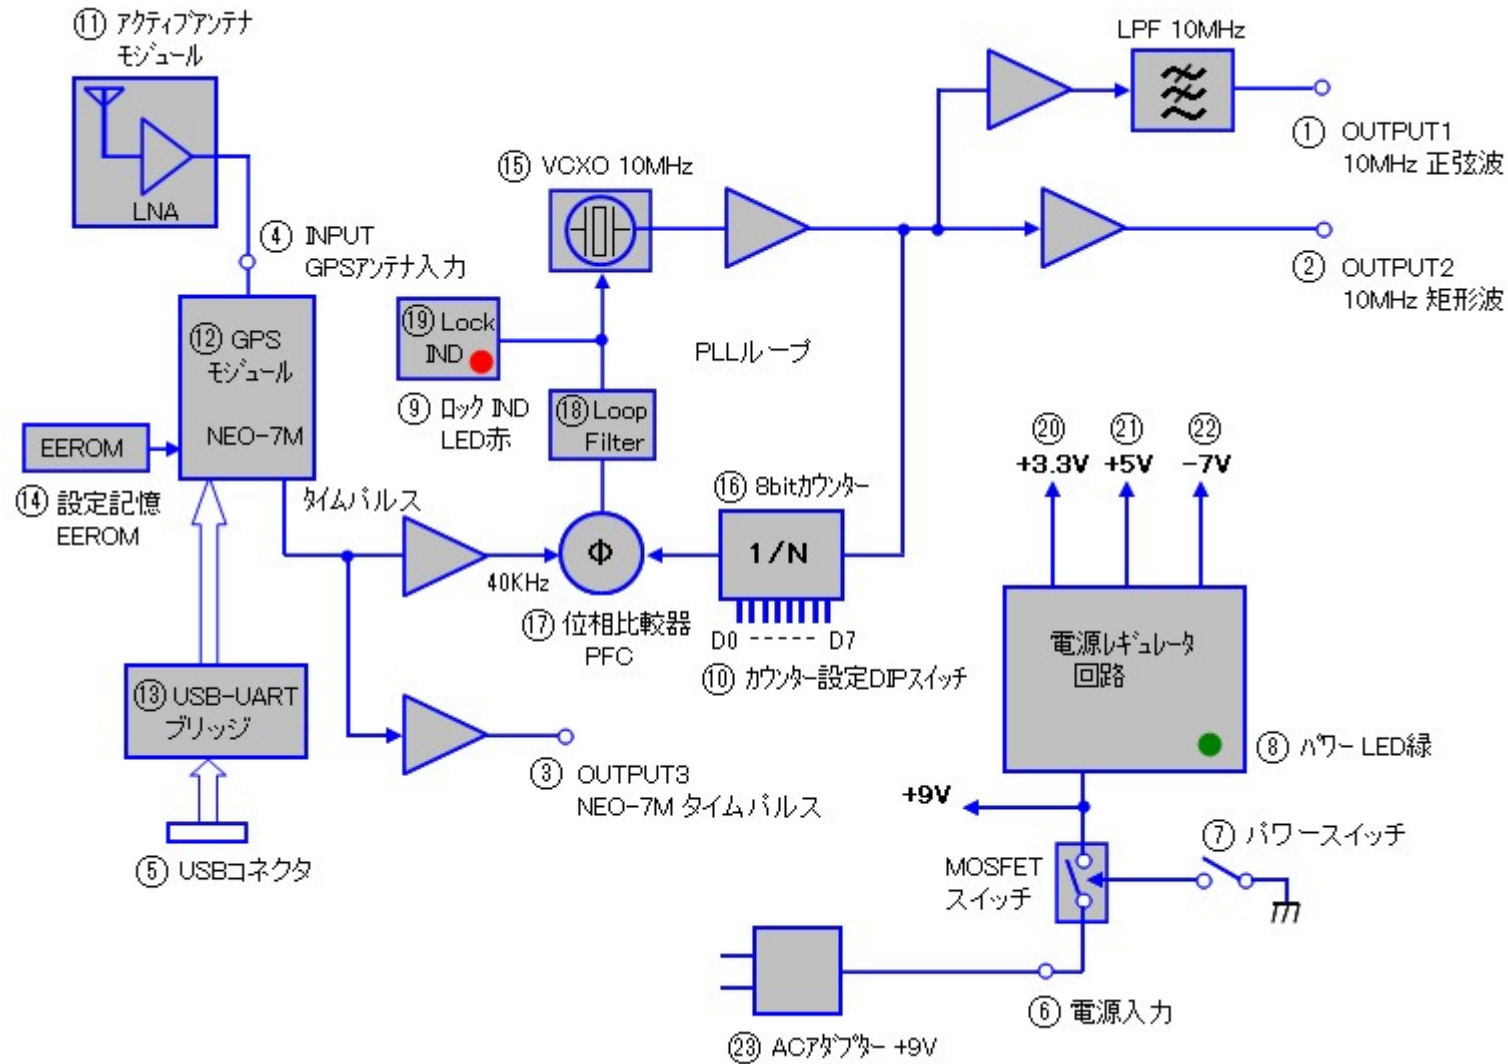 ⑪ アクティブアンテナ
モジュール
LNA
④ INPUT
GPSアンテナ入力
⑫ GPS
モジュール
NEO-7M
EEROM
⑭ 設定記憶
EEROM
タイムパルス
⑬ USB-UART
ブリッジ
⑤ USBコネクタ
⑮ VCXO 10MHz
⑲ Lock
IND
⑨ ロック IND
LED赤
⑱ Loop
Filter
PLLループ
40KHz
Φ
⑰ 位相比較器
PFC
⑯ 8bitカウンター
1/N
D0 ----- D7
⑩ カウンター設定DIPスイッチ
③ OUTPUT3
NEO-7M タイムパルス
LPF 10MHz
① OUTPUT1
10MHz 正弦波
② OUTPUT2
10MHz 矩形波
⑳ ㉑ ㉒
+3.3V +5V -7V
電源レギュレータ
回路
⑧ パワー LED緑
+9V
MOSFET
スイッチ
⑦ パワースイッチ
⑥ 電源入力
㉓ ACアダプター +9V